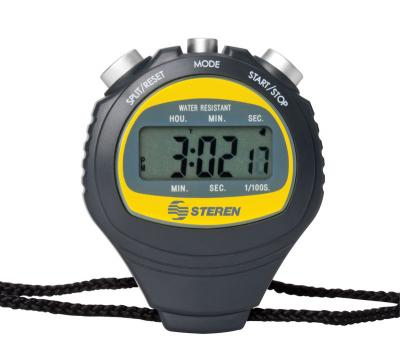 MODE
SPLIT/RESET
START/STOP
WATER RESISTANT
HOU. MIN. SEC.
3:02 17
MIN. SEC. 1/100S.
STEREN